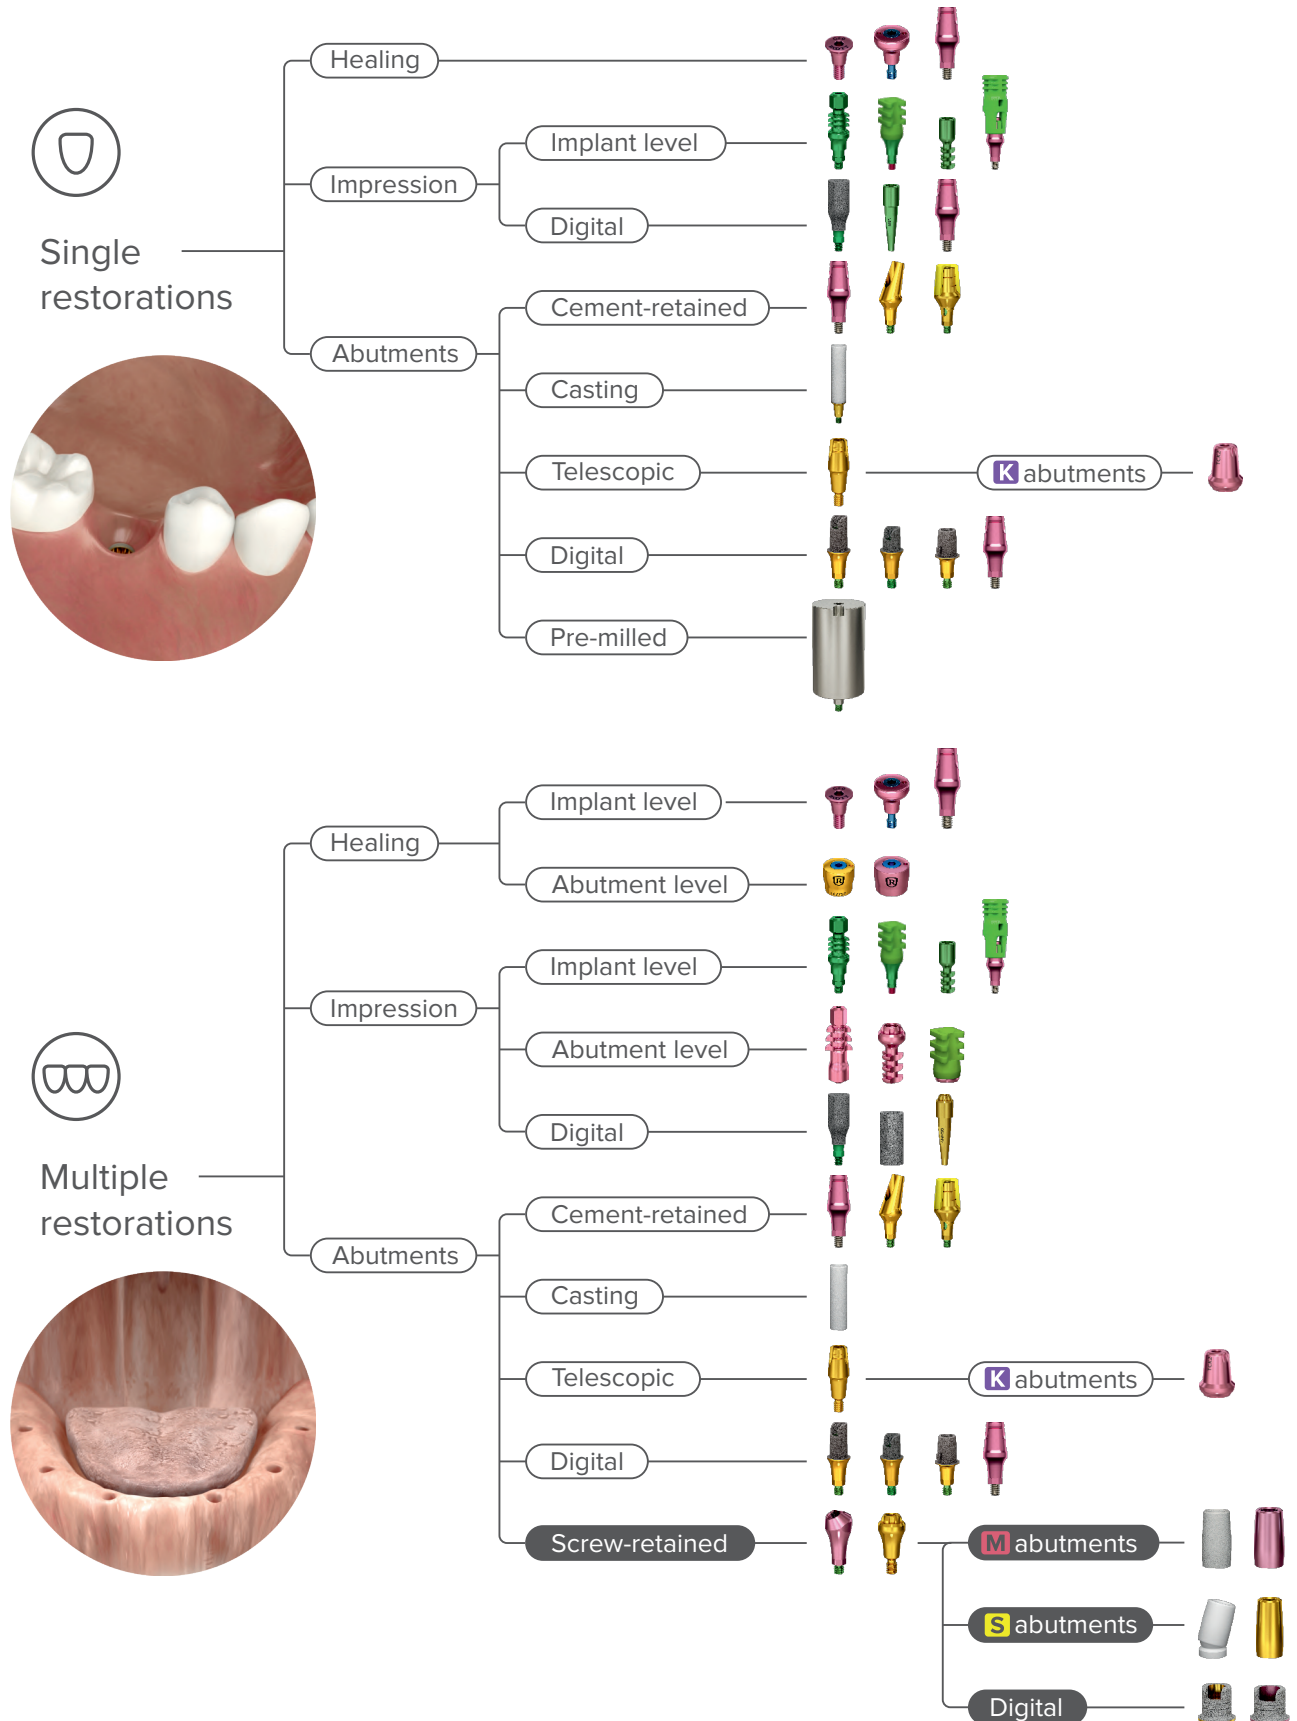 Healing
Implant level
Impression
Digital
Single
restorations
Cement-retained
Abutments
Casting
Telescopic
K abutments
Digital
Pre-milled
Implant level
Healing
Abutment level
R
R
Implant level
Impression
Abutment level
Digital
Multiple
restorations
Cement-retained
Abutments
Casting
Telescopic
K abutments
Digital
Screw-retained
M abutments
S abutments
Digital